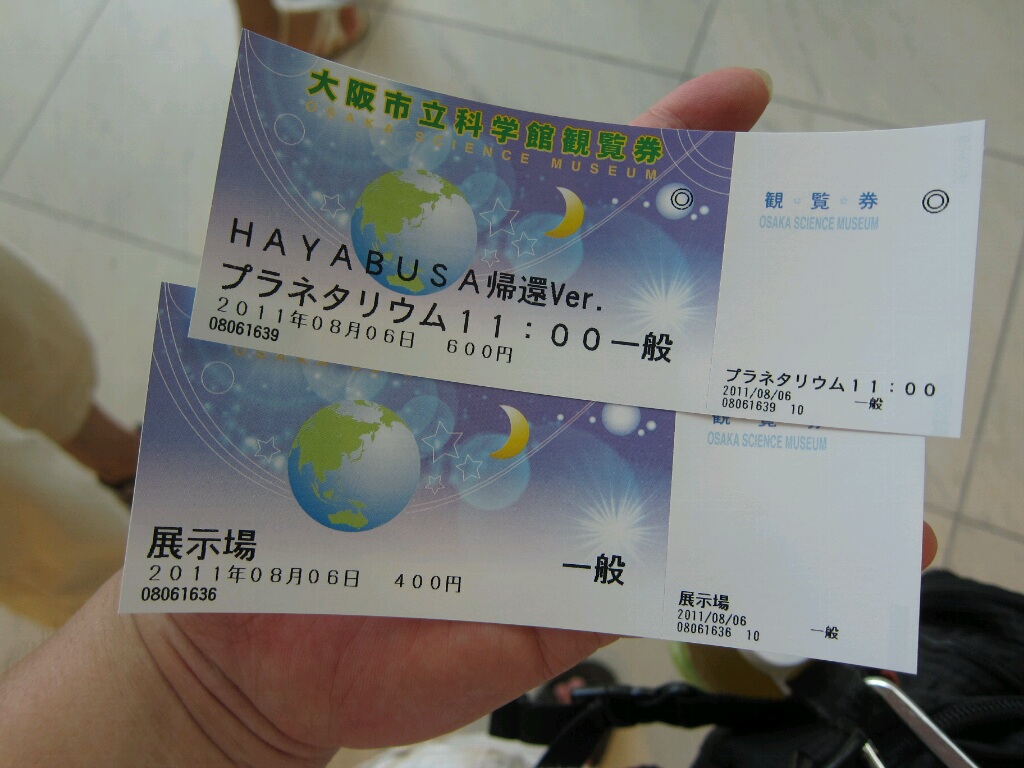 大阪市立科学館観覧券
OSAKA SCIENCE MUSEUM
ＨＡＹＡＢＵＳＡ帰還Ver.
プラネタリウム１１：００一般
2011年08月06日 600円
08061639
観☆覧☆券
OSAKA SCIENCE MUSEUM
プラネタリウム１１：００
2011/08/06 一般
08061639 10
展示場 一般
2011年08月06日 400円
08061636
観 覧 券
OSAKA SCIENCE MUSEUM
展示場
2011/08/06
08061636 10 一般